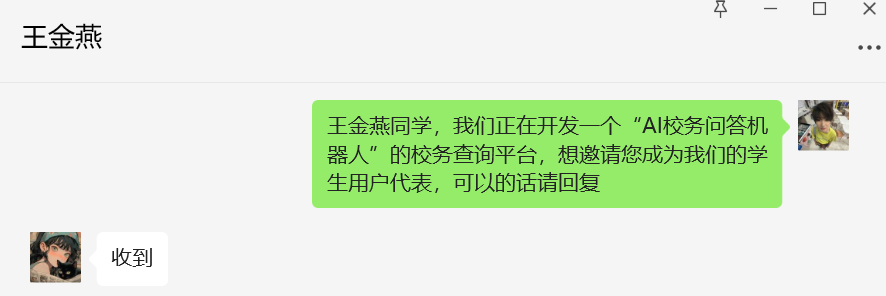 王金燕
王金燕同学，我们正在开发一个“AI校务问答机
器人”的校务查询平台，想邀请您成为我们的学
生用户代表，可以的话请回复
收到